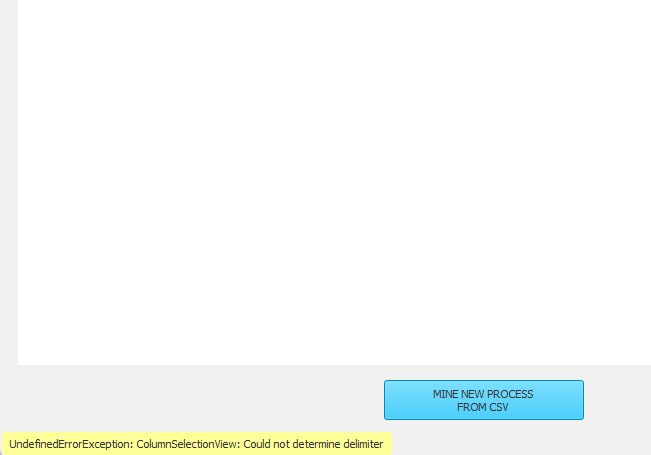 MINE NEW PROCESS
FROM CSV
UndefinedErrorException: ColumnSelectionView: Could not determine delimiter